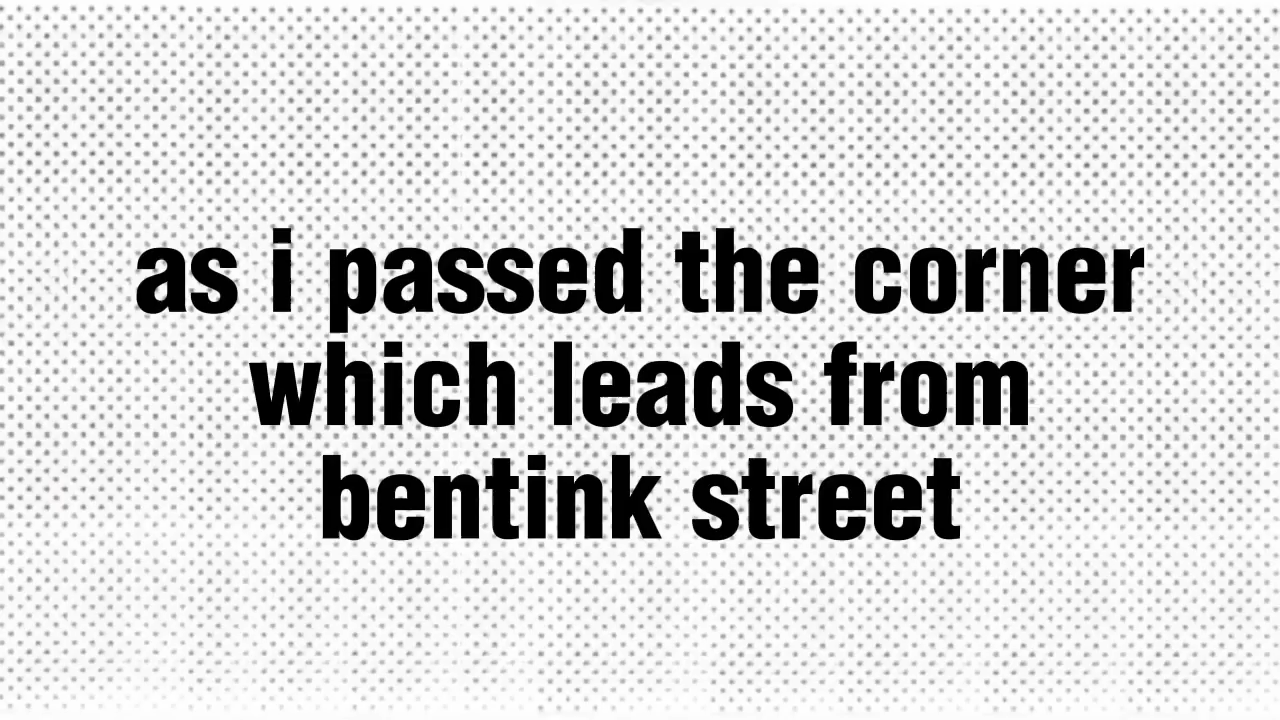 as i passed the corner
which leads from
bentink street